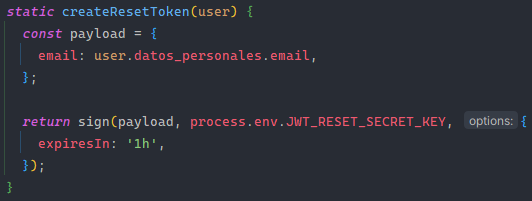 static createResetToken(user) {
const payload = {
email: user.datos_personales.email,
};
return sign(payload, process.env.JWT_RESET_SECRET_KEY, options: {
expiresIn: '1h',
});
}